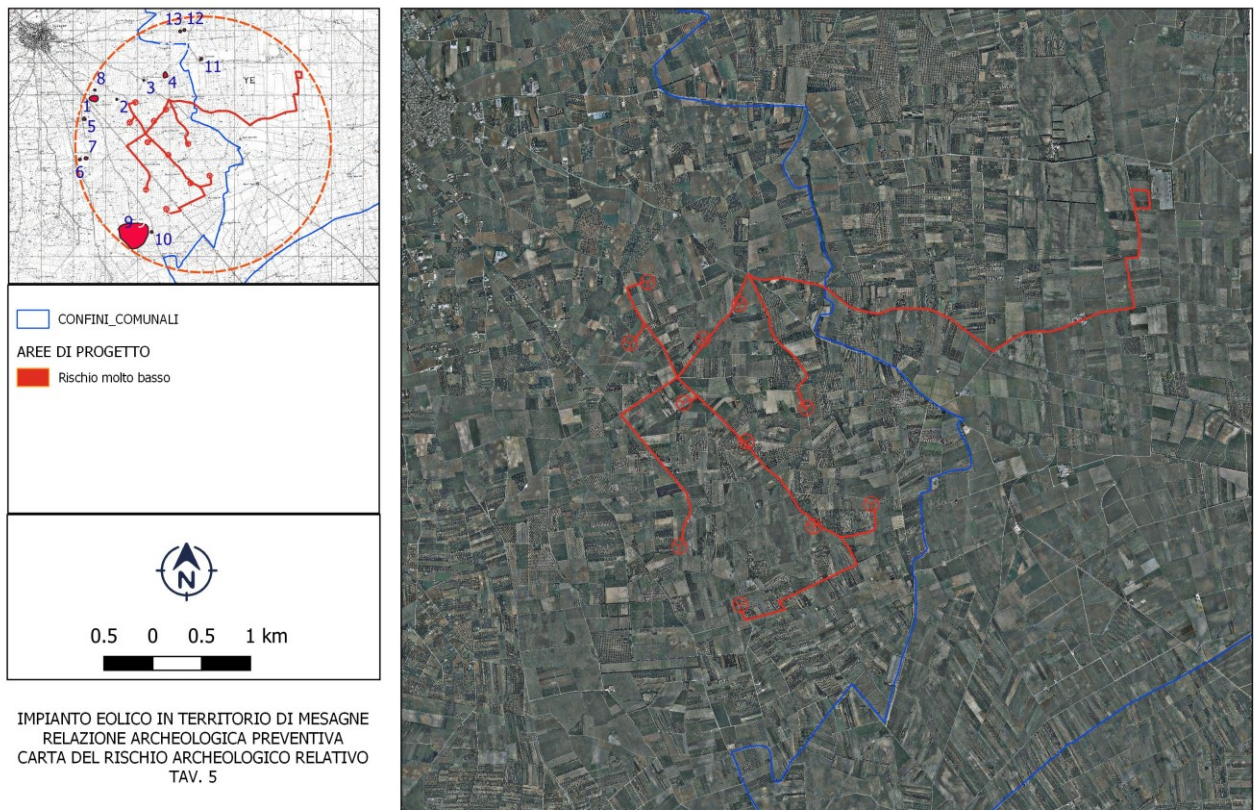 13 12
11
YE
8
4
3
1
2
5
7
6
9
10
CONFINI_COMUNALI
AREE DI PROGETTO
Rischio molto basso
N
0.5 0 0.5 1 km
IMPIANTO EOLICO IN TERRITORIO DI MESAGNE
RELAZIONE ARCHEOLOGICA PREVENTIVA
CARTA DEL RISCHIO ARCHEOLOGICO RELATIVO
TAV. 5